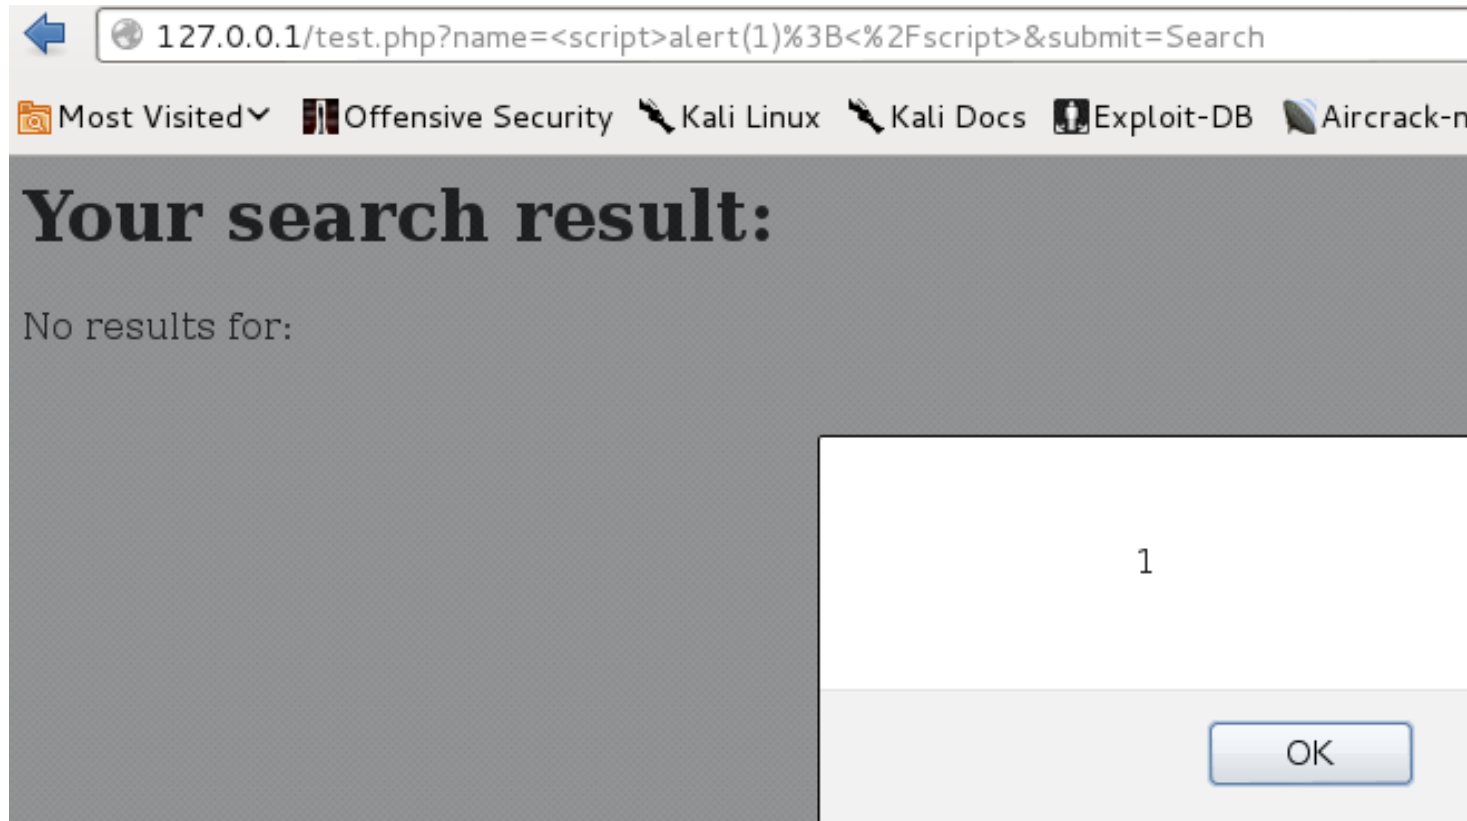 127.0.0.1/test.php?name=<script>alert(1)%3B<%2Fscript>&submit=Search
Most Visited Offensive Security Kali Linux Kali Docs Exploit-DB Aircrack-n
Your search result:
No results for:
1
OK